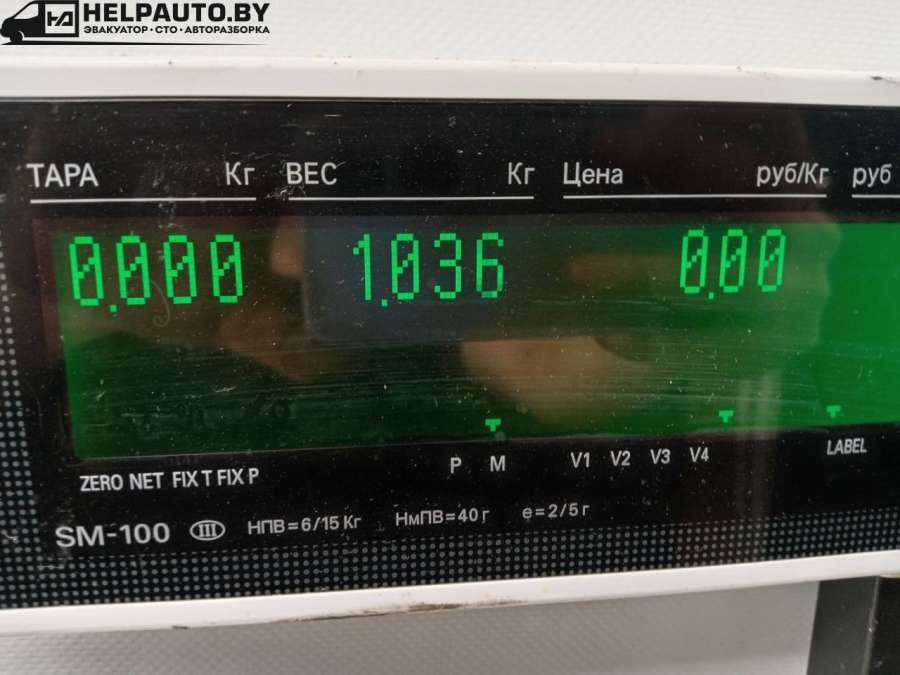 HELPAUTO.BY
ЭВАКУАТОР · СТО · АВТОРАЗБОРКА
ТАРА Кг ВЕС Кг Цена руб/Кг руб
0.000 1.036 0.00
P M V1 V2 V3 V4 LABEL
ZERO NET FIX T FIX P
SM-100 III НПВ=6/15 Кг НмПВ=40 г e=2/5 г